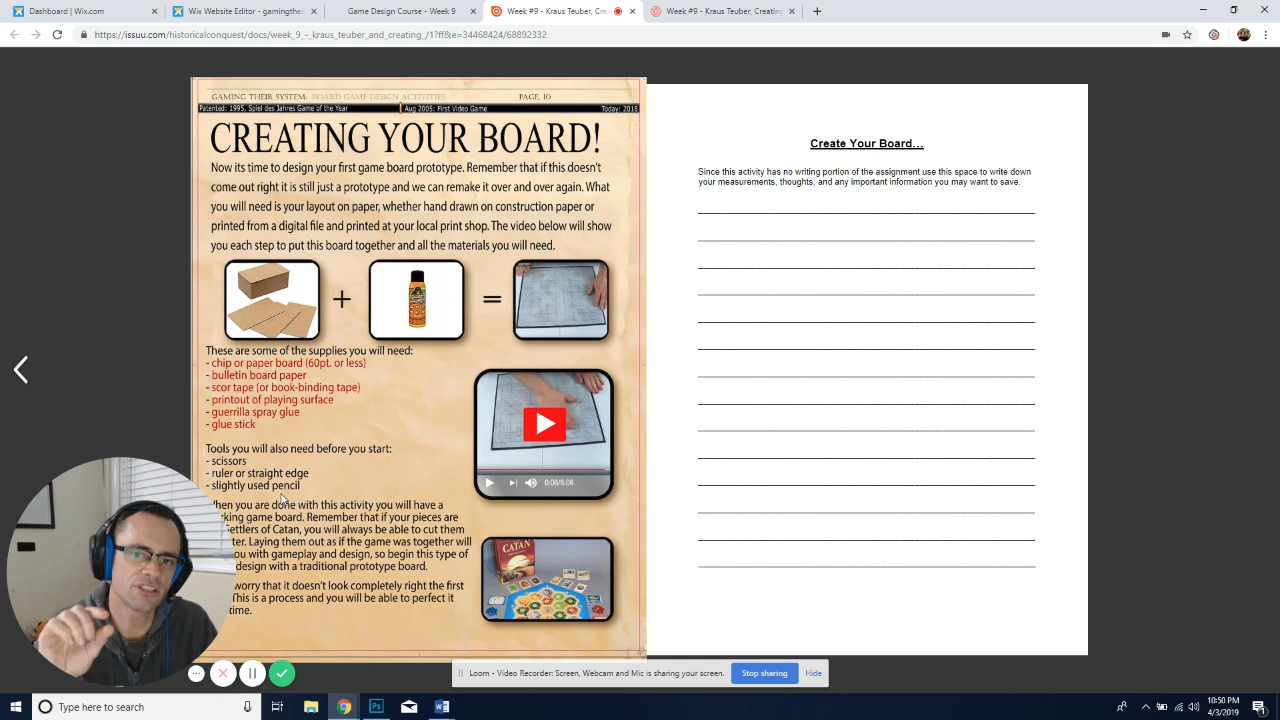 Dashboard | Wix.com
Wix Website Editor - gamingthei
Game Design Course - Week 9
Week #9 - Kraus Teuber, Cre
Week #9 - Kraus Teuber, Creating
https://issuu.com/historicalconquest/docs/week_9_-_kraus_teuber_and_creating_/1?ff&e=34468424/68892332
GAMING THEIR SYSTEM: BOARD GAME DESIGN ACTIVITIES PAGE 10
Patented: 1995, Spiel des Jahres Game of the Year
Aug 2005: First Video Game
Today: 2018
CREATING YOUR BOARD!
Now its time to design your first game board prototype. Remember that if this doesn't
come out right it is still just a prototype and we can remake it over and over again. What
you will need is your layout on paper, whether hand drawn on construction paper or
printed from a digital file and printed at your local print shop. The video below will show
you each step to put this board together and all the materials you will need.
+
=
These are some of the supplies you will need:
- chip or paper board (60pt. or less)
- bulletin board paper
- scor tape (or book-binding tape)
- printout of playing surface
- guerrilla spray glue
- glue stick
0:06/8:06
Tools you will also need before you start:
- scissors
- ruler or straight edge
- slightly used pencil
hen you are done with this activity you will have a
king game board. Remember that if your pieces are
Settlers of Catan, you will always be able to cut them
ter. Laying them out as if the game was together will
ou with gameplay and design, so begin this type of
design with a traditional prototype board.
worry that it doesn't look completely right the first
This is a process and you will be able to perfect it
time.
CATAN
Create Your Board...
Since this activity has no writing portion of the assignment use this space to write down
your measurements, thoughts, and any important information you may want to save.
Loom - Video Recorder: Screen, Webcam and Mic is sharing your screen.
Stop sharing
Hide
Type here to search
Ps
10:50 PM
4/3/2019